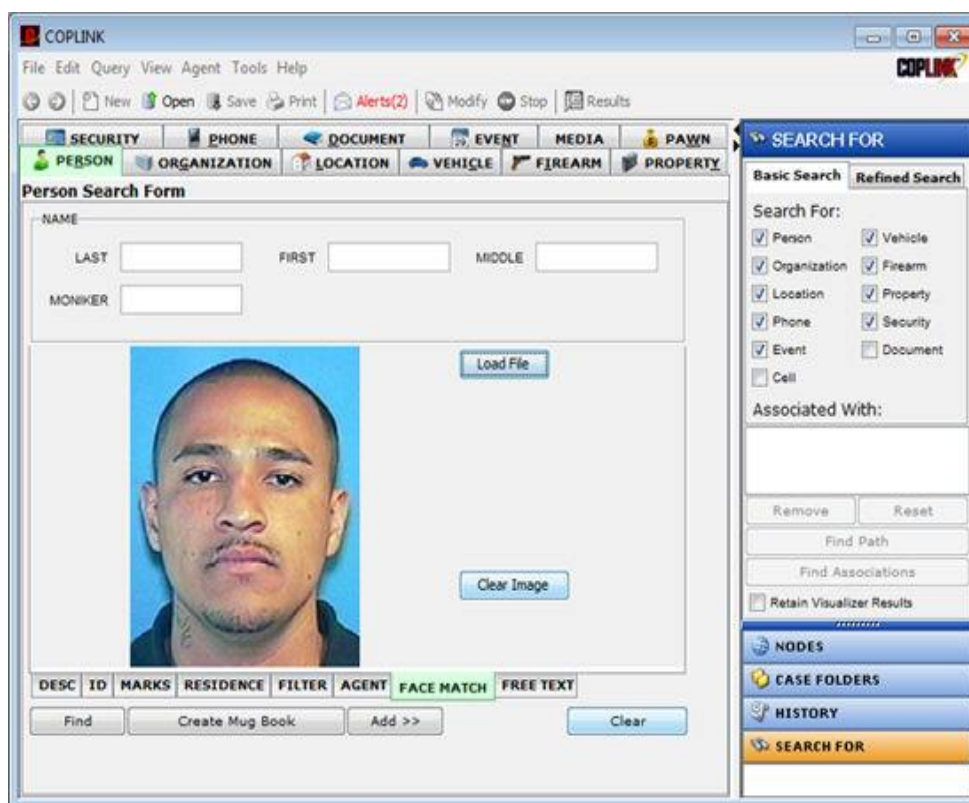 COPLINK
File Edit Query View Agent Tools Help
COPLINK
New Open Save Print Alerts(2) Modify Stop Results
SECURITY PHONE DOCUMENT EVENT MEDIA PAWN
PERSON ORGANIZATION LOCATION VEHICLE FIREARM PROPERTY
Person Search Form
NAME
LAST FIRST MIDDLE
MONIKER
Load File
Clear Image
DESC ID MARKS RESIDENCE FILTER AGENT FACE MATCH FREE TEXT
Find Create Mug Book Add >> Clear
SEARCH FOR
Basic Search Refined Search
Search For:
Person Vehicle
Organization Firearm
Location Property
Phone Security
Event Document
Cell
Associated With:
Remove Reset
Find Path
Find Associations
Retain Visualizer Results
NODES
CASE FOLDERS
HISTORY
SEARCH FOR